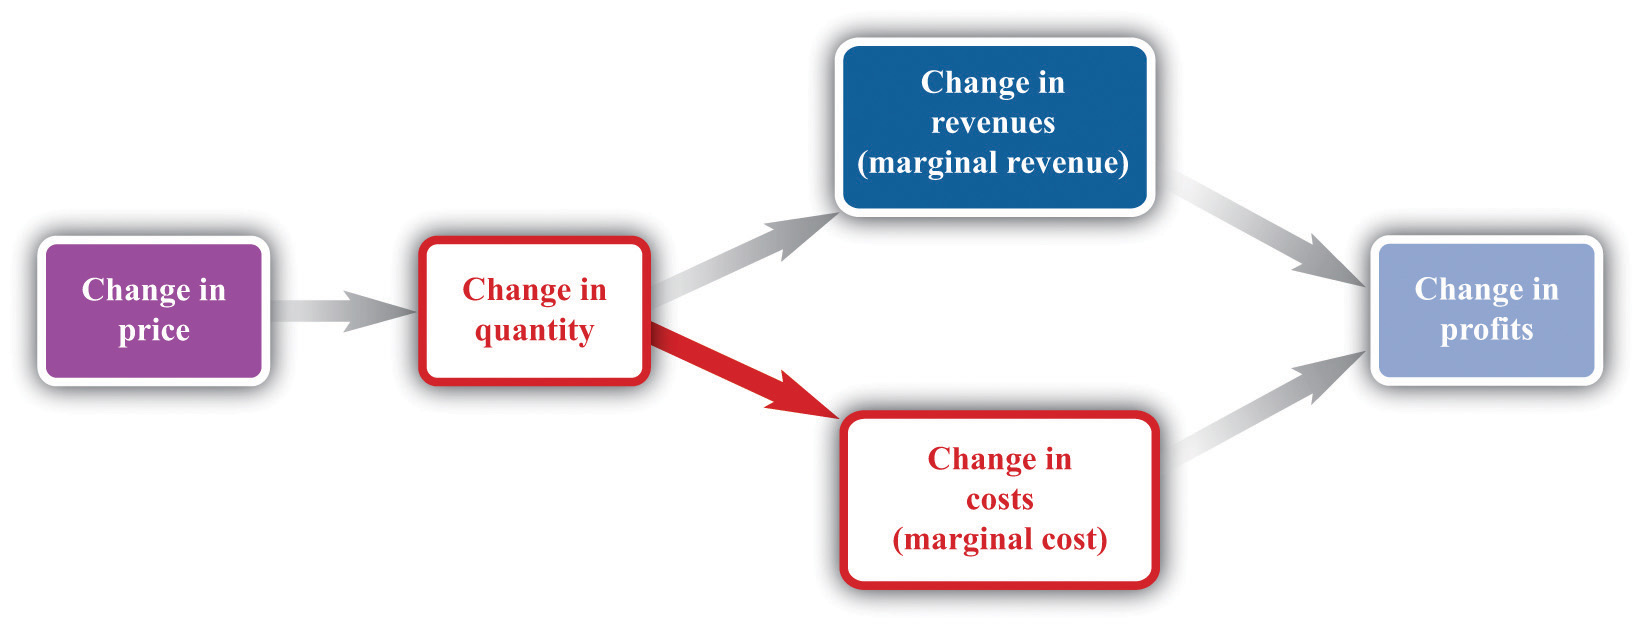 Change in
price
Change in
quantity
Change in
revenues
(marginal revenue)
Change in
costs
(marginal cost)
Change in
profits